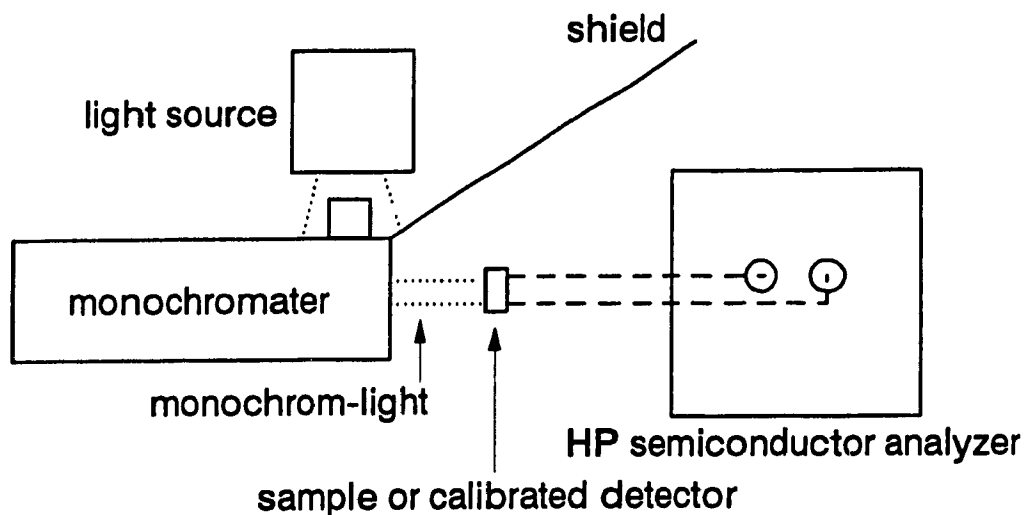 shield
light source
monochromater
monochrom-light
HP semiconductor analyzer
sample or calibrated detector